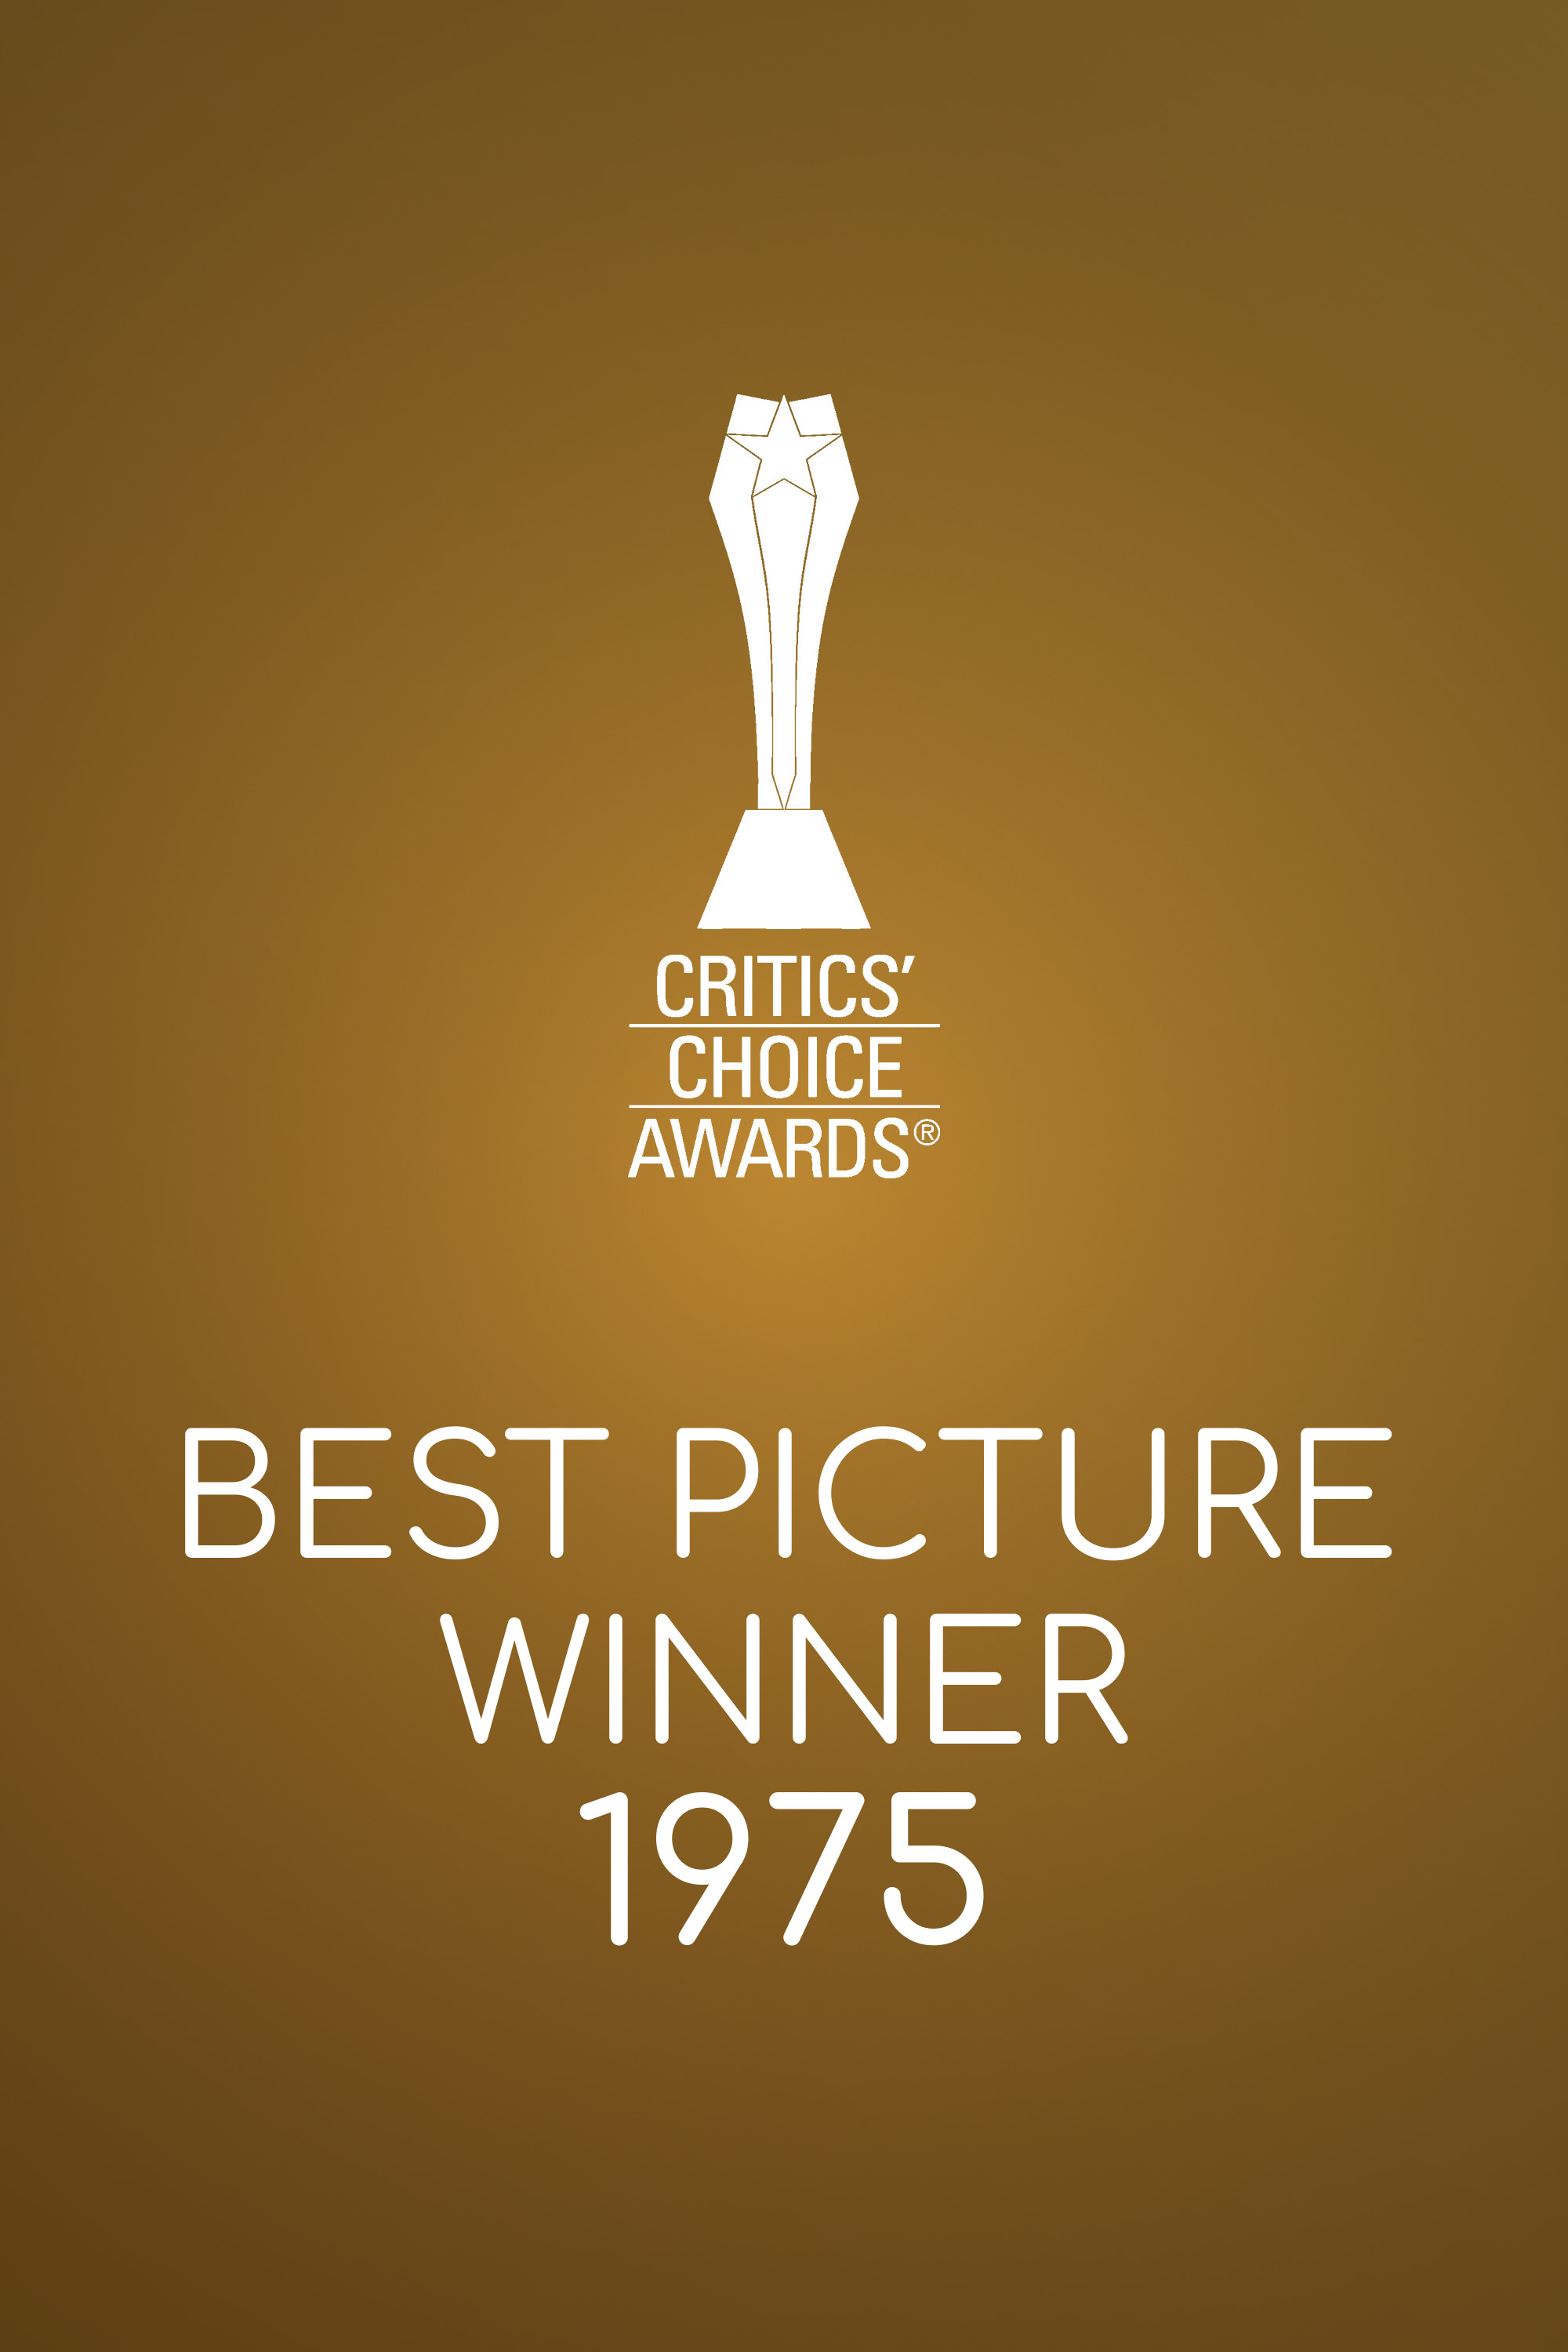 CRITICS'
CHOICE
AWARDS®
BEST PICTURE
WINNER
1975